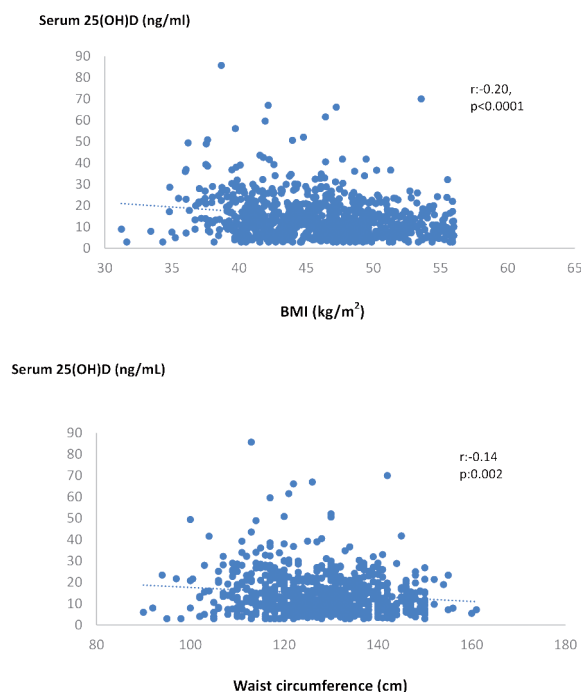 Serum 25(OH)D (ng/ml)
90
80
70
60
50
40
30
20
10
0
r:-0.20,
p<0.0001
30 35 40 45 50 55 60 65
BMI (kg/m²)
Serum 25(OH)D (ng/mL)
90
80
70
60
50
40
30
20
10
0
r:-0.14
p:0.002
80 100 120 140 160 180
Waist circumference (cm)